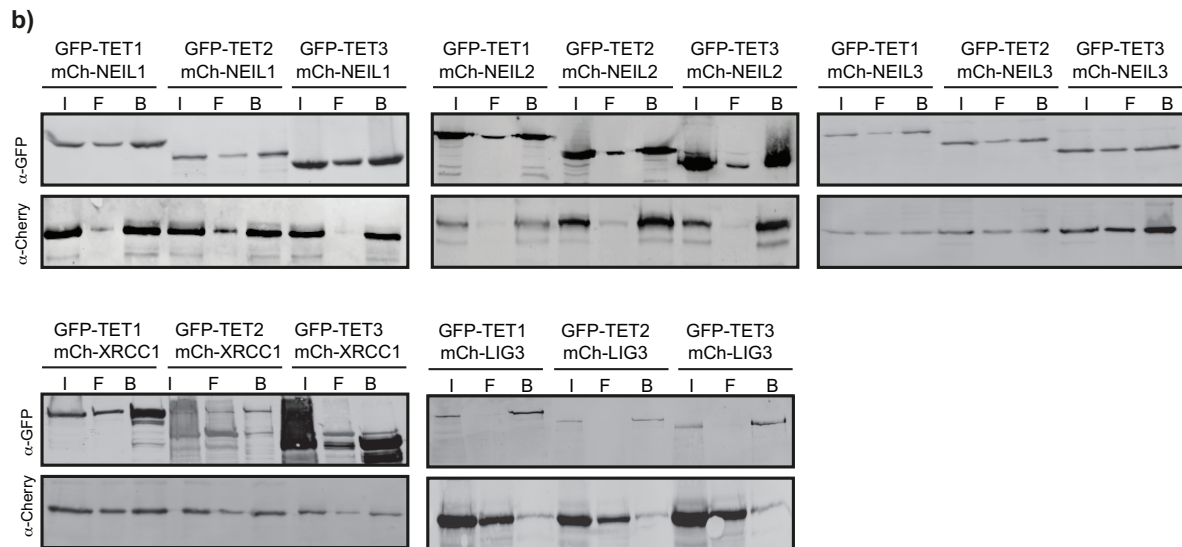 b)
GFP-TET1 GFP-TET2 GFP-TET3
mCh-NEIL1 mCh-NEIL1 mCh-NEIL1
I F B I F B I F B
α-GFP
α-Cherry
GFP-TET1 GFP-TET2 GFP-TET3
mCh-NEIL2 mCh-NEIL2 mCh-NEIL2
I F B I F B I F B
GFP-TET1 GFP-TET2 GFP-TET3
mCh-NEIL3 mCh-NEIL3 mCh-NEIL3
I F B I F B I F B
GFP-TET1 GFP-TET2 GFP-TET3
mCh-XRCC1 mCh-XRCC1 mCh-XRCC1
I F B I F B I F B
α-GFP
α-Cherry
GFP-TET1 GFP-TET2 GFP-TET3
mCh-LIG3 mCh-LIG3 mCh-LIG3
I F B I F B I F B